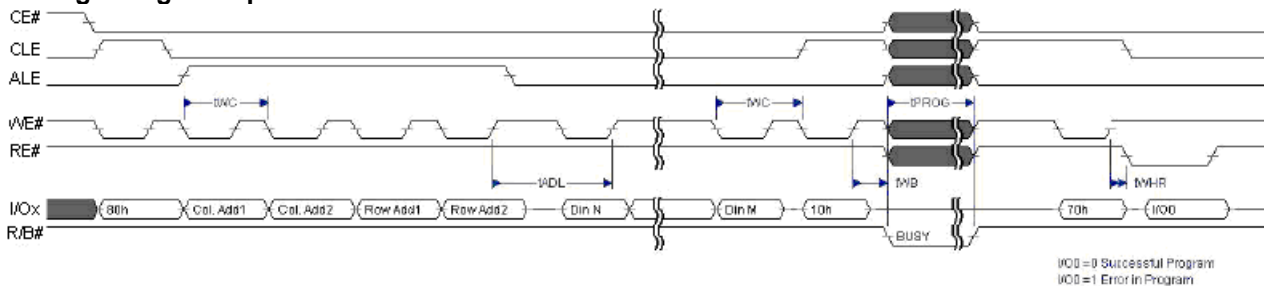 CE#
CLE
ALE
tWC tWC tPROG
WE#
RE#
tADL tWB tWHR
I/Ox 80h Col. Add1 Col. Add2 Row Add1 Row Add2 Din N Din M 10h 70h I/O0
R/B# BUSY
I/O0 =0 Successful Program
I/O0 =1 Error in Program